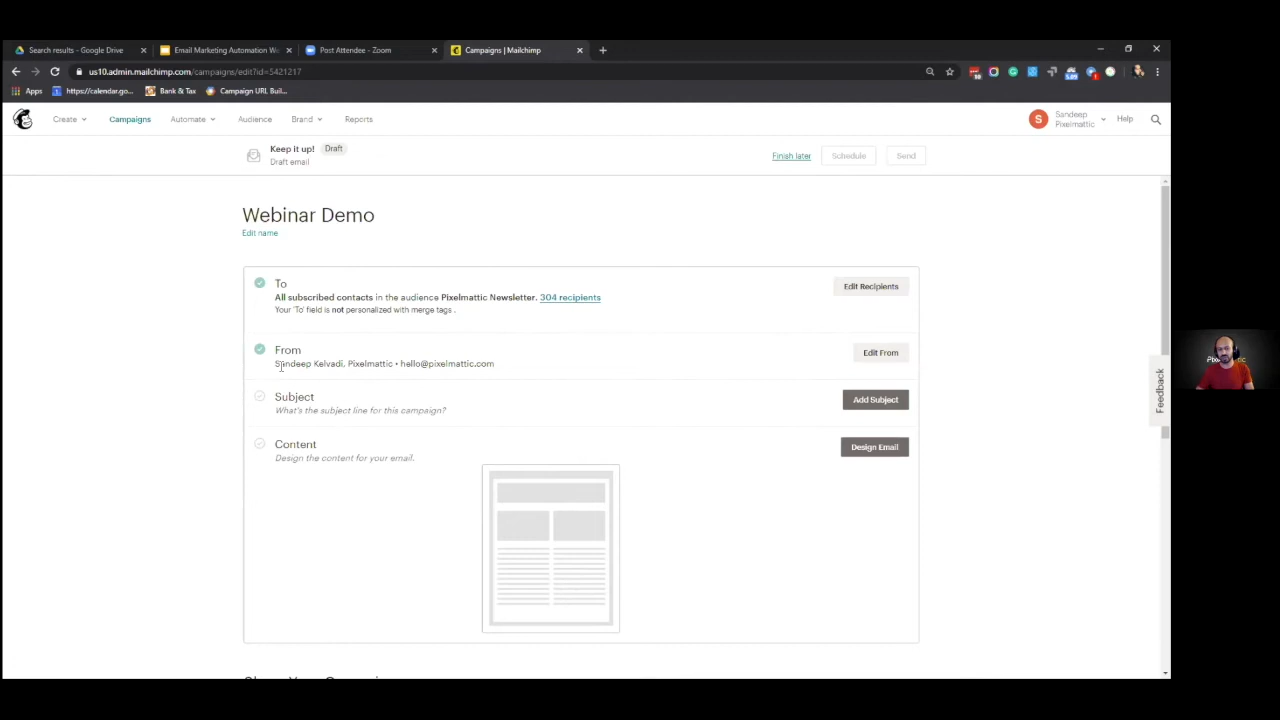 Search results - Google Drive
Email Marketing Automation W
Post Attendee - Zoom
Campaigns | Mailchimp
us10.admin.mailchimp.com/campaigns/edit?id=5421217
Apps
https://calendar.go...
Bank & Tax
Campaign URL Buil...
Create
Campaigns
Automate
Audience
Brand
Reports
S
Sandeep
Pixelmattic
Help
Keep it up!
Draft
Draft email
Finish later
Schedule
Send
Webinar Demo
Edit name
To
All subscribed contacts in the audience Pixelmattic Newsletter. 304 recipients
Your 'To' field is not personalized with merge tags .
Edit Recipients
From
Sandeep Kelvadi, Pixelmattic • hello@pixelmattic.com
Edit From
Subject
What's the subject line for this campaign?
Add Subject
Content
Design the content for your email.
Design Email
Feedback